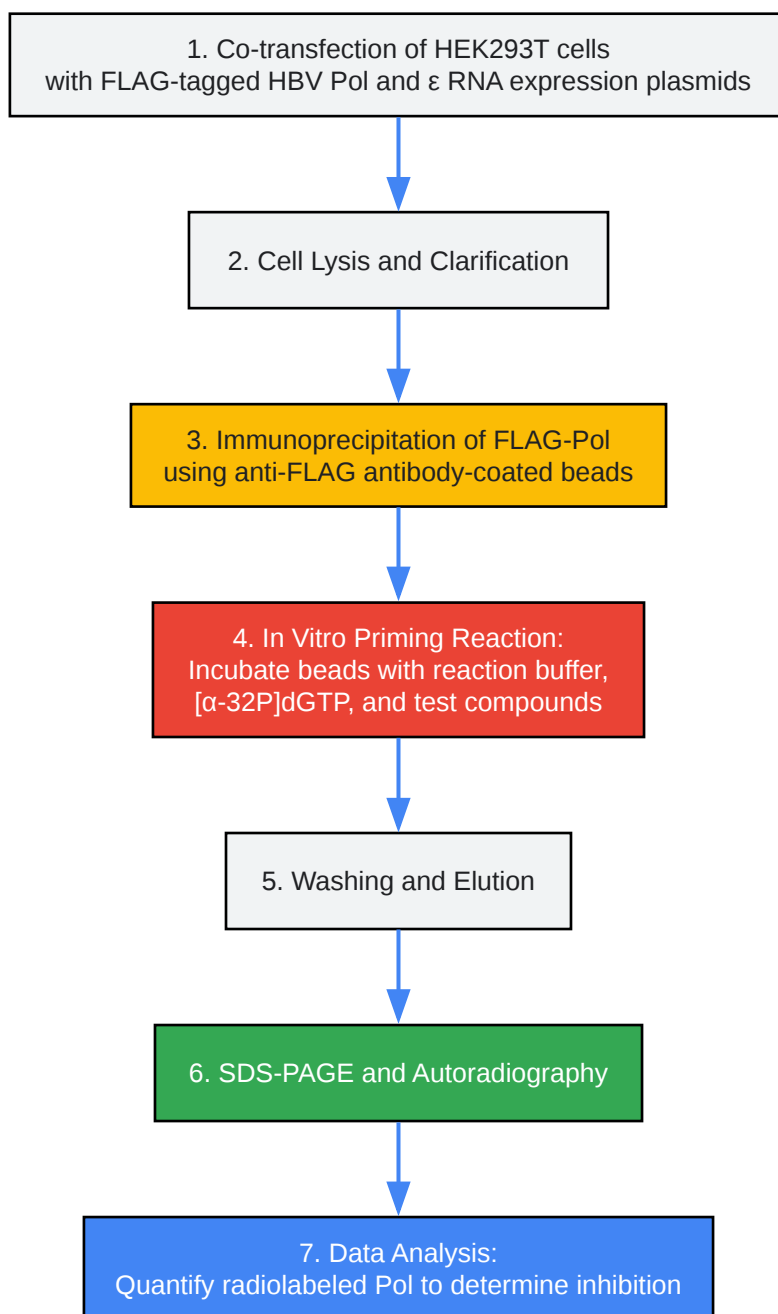 1. Co-transfection of HEK293T cells
with FLAG-tagged HBV Pol and ε RNA expression plasmids
2. Cell Lysis and Clarification
3. Immunoprecipitation of FLAG-Pol
using anti-FLAG antibody-coated beads
4. In Vitro Priming Reaction:
Incubate beads with reaction buffer,
[α-32P]dGTP, and test compounds
5. Washing and Elution
6. SDS-PAGE and Autoradiography
7. Data Analysis:
Quantify radiolabeled Pol to determine inhibition